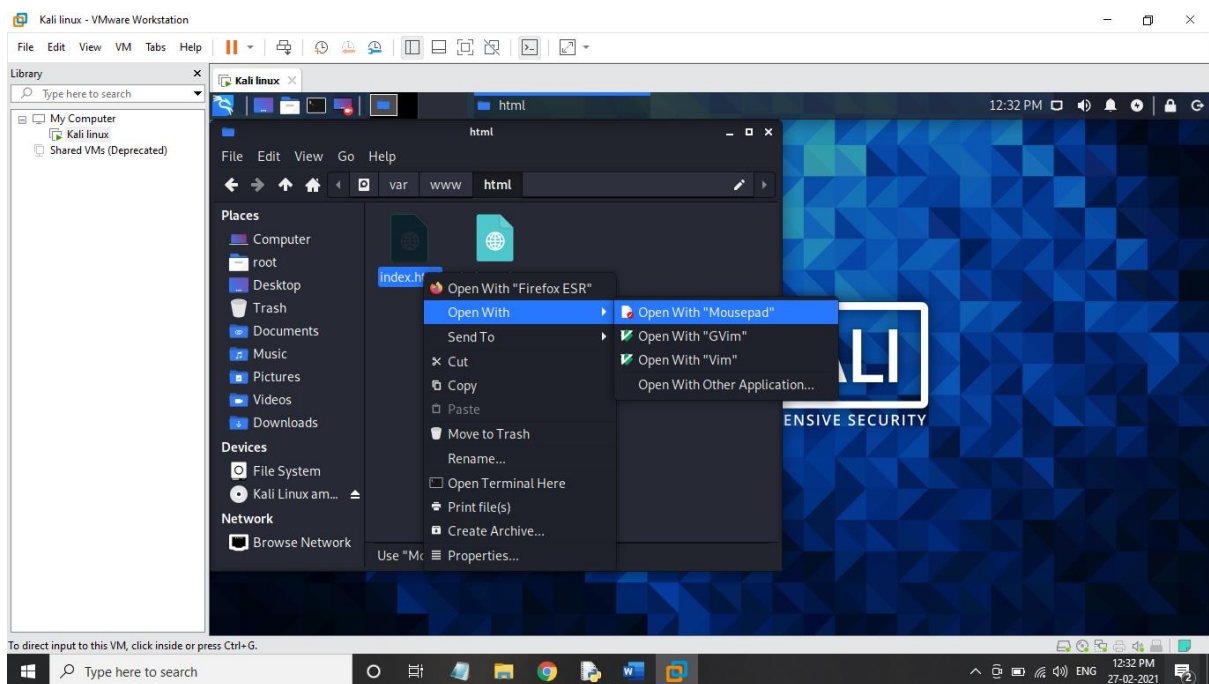 Kali linux - VMware Workstation
File Edit View VM Tabs Help
Library
Type here to search
My Computer
Kali linux
Shared VMs (Deprecated)
Kali linux
html
12:32 PM
html
File Edit View Go Help
var www html
Places
Computer
root
Desktop
Trash
Documents
Music
Pictures
Videos
Downloads
Devices
File System
Kali Linux am...
Network
Browse Network
index.h
Open With "Firefox ESR"
Open With
Send To
Cut
Copy
Paste
Move to Trash
Rename...
Open Terminal Here
Print file(s)
Create Archive...
Properties...
Open With "Mousepad"
Open With "GVim"
Open With "Vim"
Open With Other Application...
Use "Mo
LI
ENSIVE SECURITY
To direct input to this VM, click inside or press Ctrl+G.
Type here to search
ENG
12:32 PM
27-02-2021
2